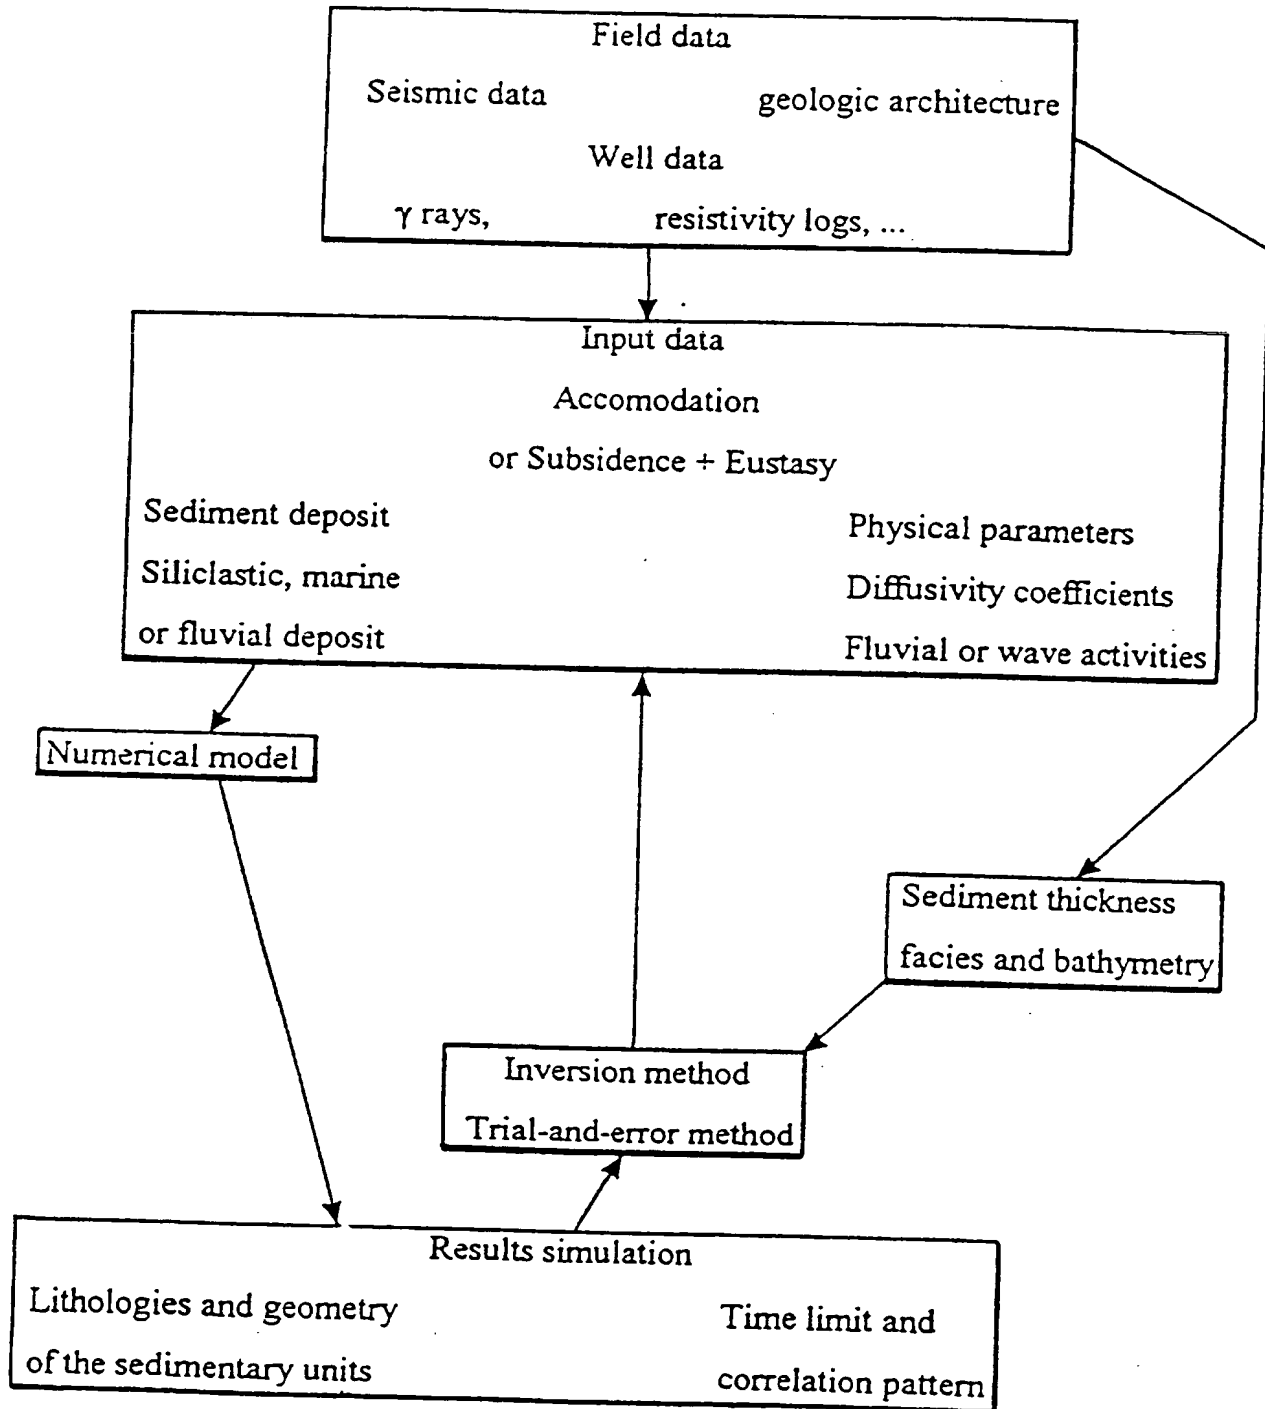 Field data
Seismic data geologic architecture
Well data
γ rays, resistivity logs, ...
Input data
Accomodation
or Subsidence + Eustasy
Sediment deposit
Siliclastic, marine
or fluvial deposit
Physical parameters
Diffusivity coefficients
Fluvial or wave activities
Numerical model
Sediment thickness
facies and bathymetry
Inversion method
Trial-and-error method
Results simulation
Lithologies and geometry
of the sedimentary units
Time limit and
correlation pattern